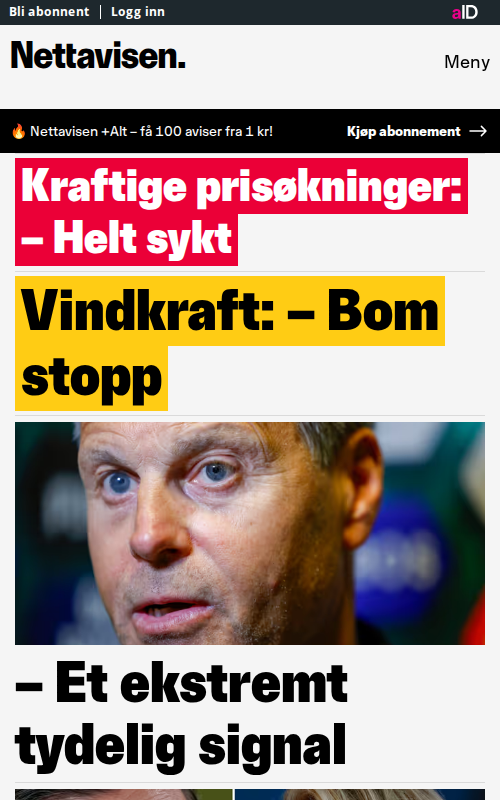 Bli abonnent | Logg inn
aID
Nettavisen.
Meny
🔥 Nettavisen +Alt – få 100 aviser fra 1 kr!
Kjøp abonnement →
Kraftige prisøkninger:
– Helt sykt
Vindkraft: – Bom
stopp
– Et ekstremt
tydelig signal